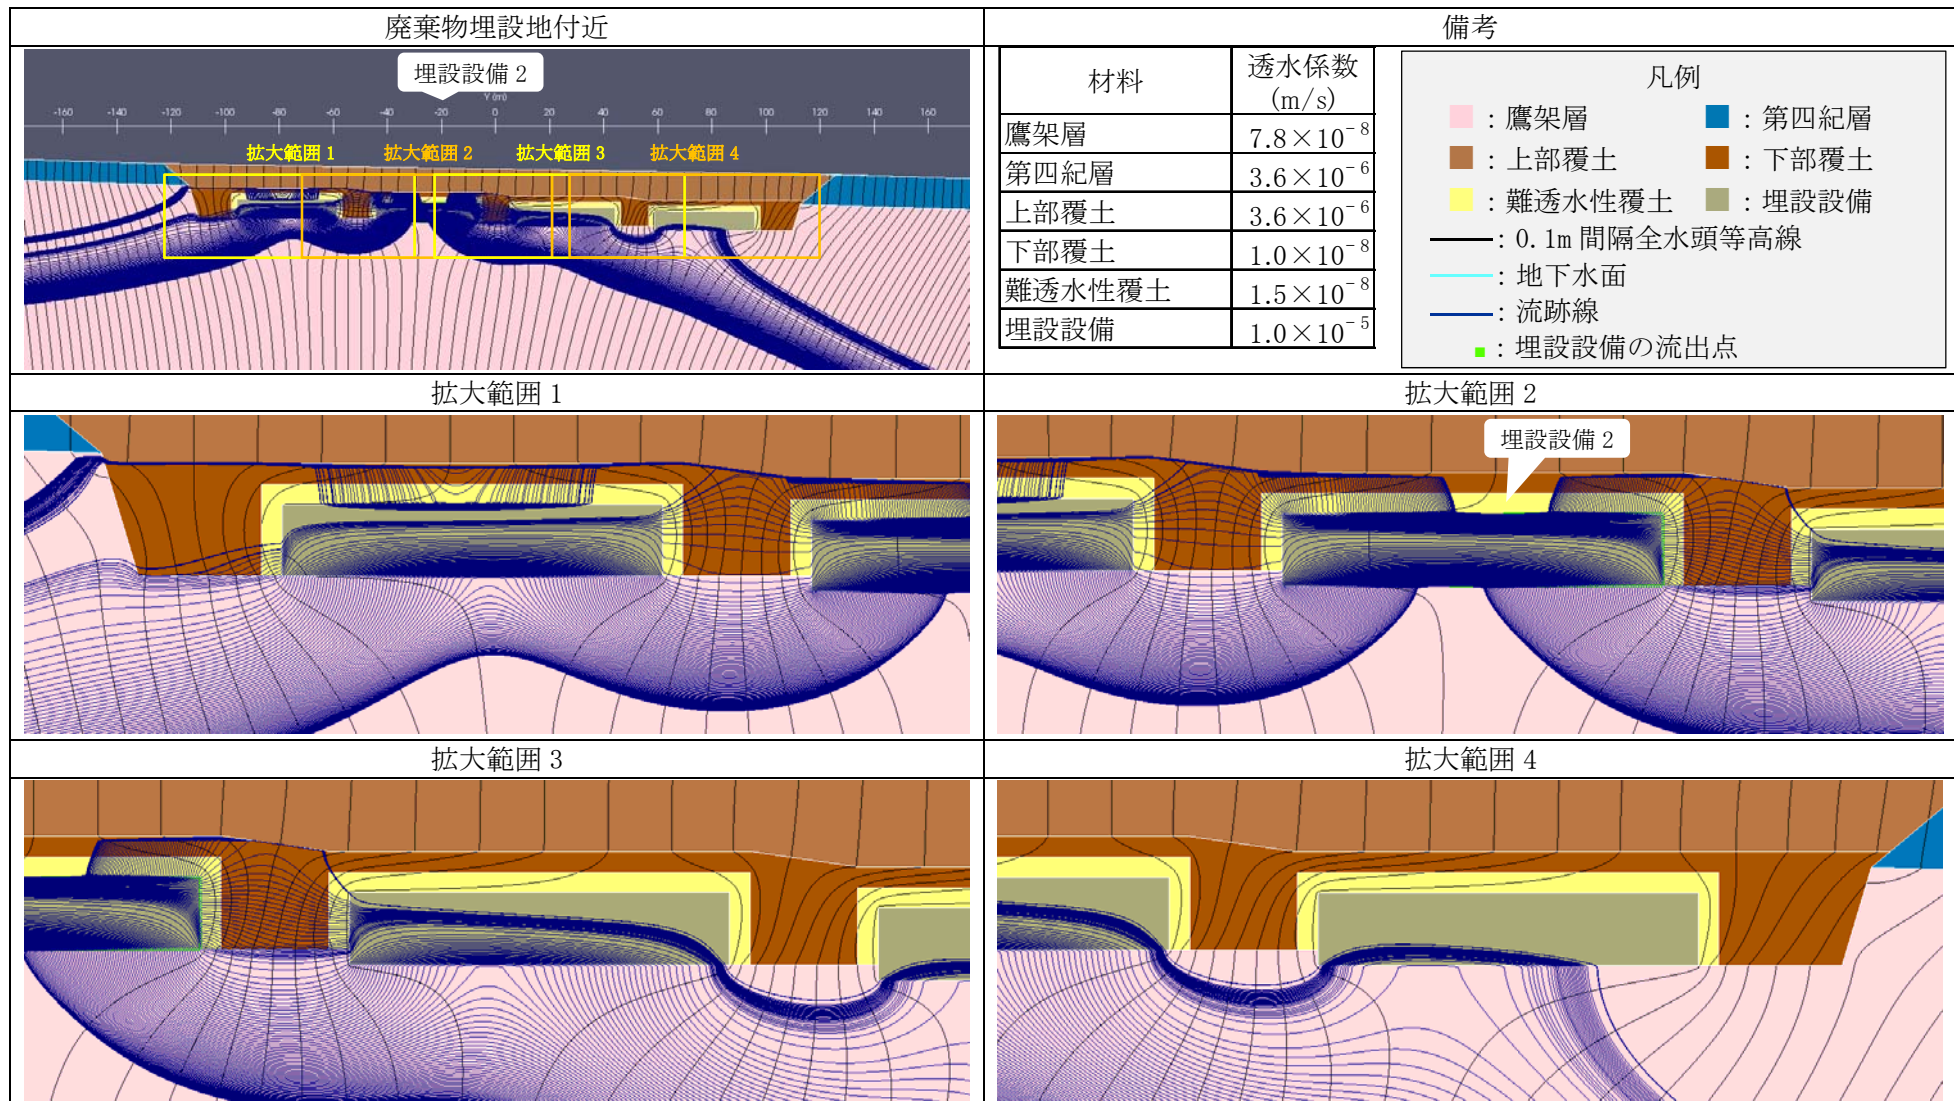 廃棄物埋設地付近
備考
埋設設備 2
Y (m)
-160 -140 -120 -100 -80 -60 -40 -20 0 20 40 60 80 100 120 140 160
拡大範囲 1 拡大範囲 2 拡大範囲 3 拡大範囲 4
材料 透水係数
(m/s)
鷹架層 7.8×10⁻⁸
第四紀層 3.6×10⁻⁶
上部覆土 3.6×10⁻⁶
下部覆土 1.0×10⁻⁸
難透水性覆土 1.5×10⁻⁸
埋設設備 1.0×10⁻⁵
凡例
：鷹架層 ：第四紀層
：上部覆土 ：下部覆土
：難透水性覆土 ：埋設設備
：0.1m 間隔全水頭等高線
：地下水面
：流跡線
：埋設設備の流出点
拡大範囲 1
拡大範囲 2
埋設設備 2
拡大範囲 3
拡大範囲 4